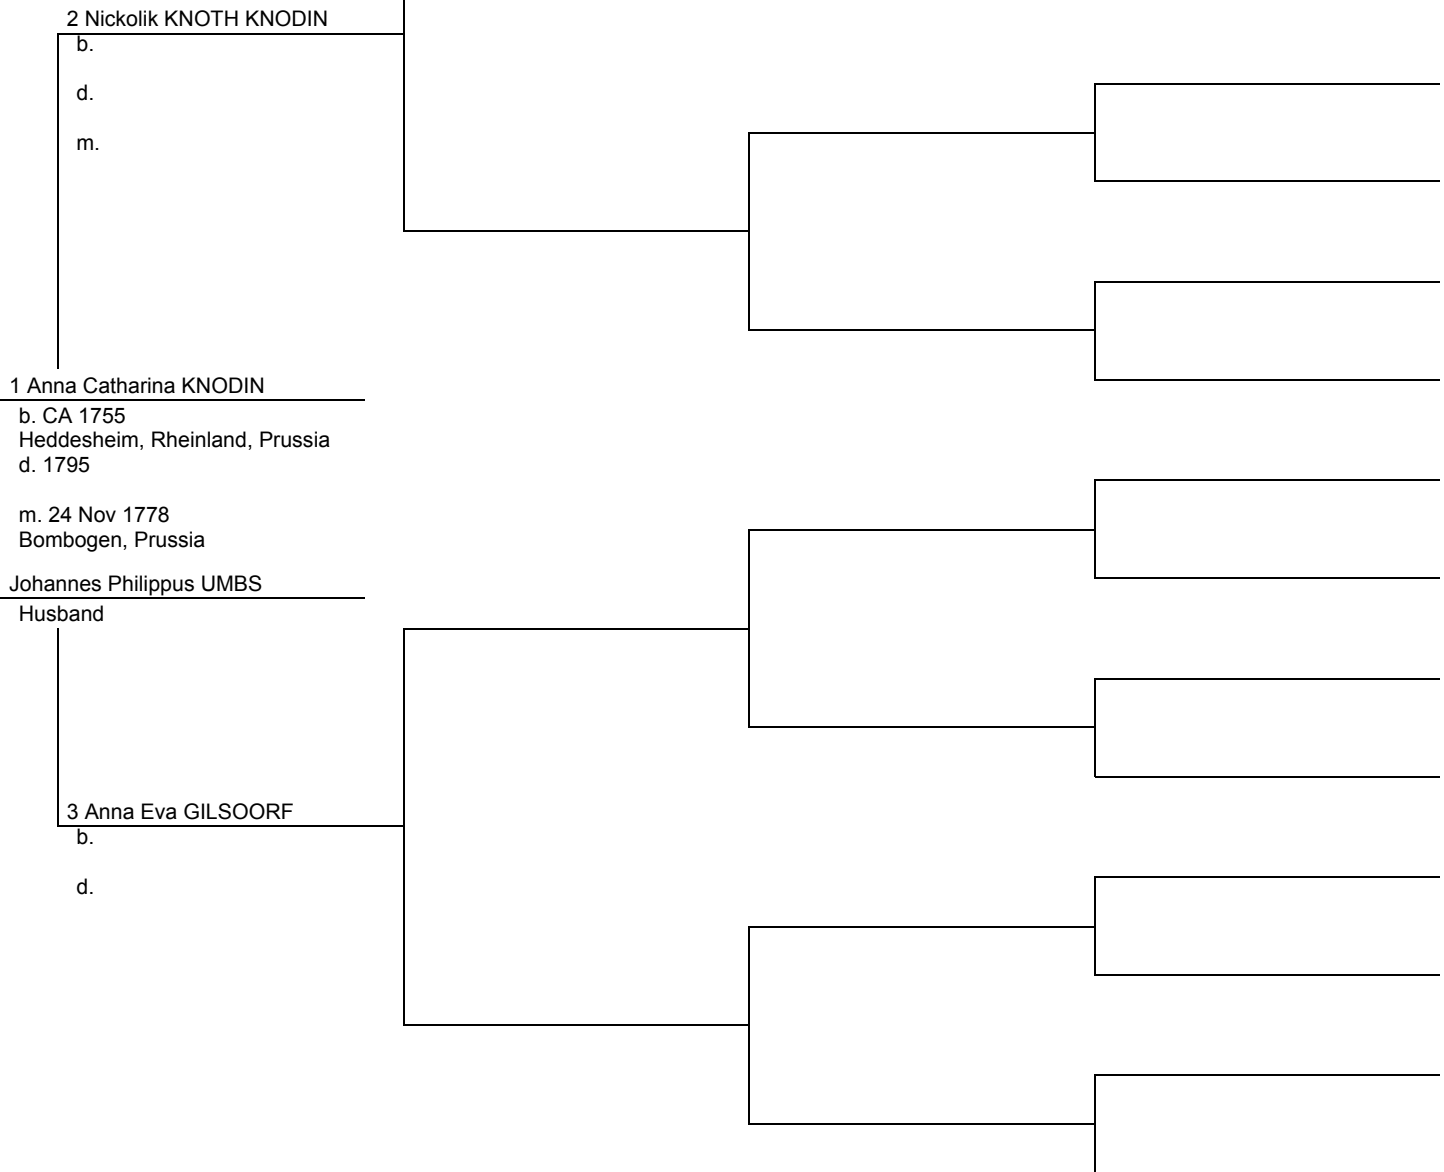 2 Nickolik KNOTH KNODIN
b.
d.
m.
1 Anna Catharina KNODIN
b. CA 1755
Heddesheim, Rheinland, Prussia
d. 1795
m. 24 Nov 1778
Bombogen, Prussia
Johannes Philippus UMBS
Husband
3 Anna Eva GILSOORF
b.
d.